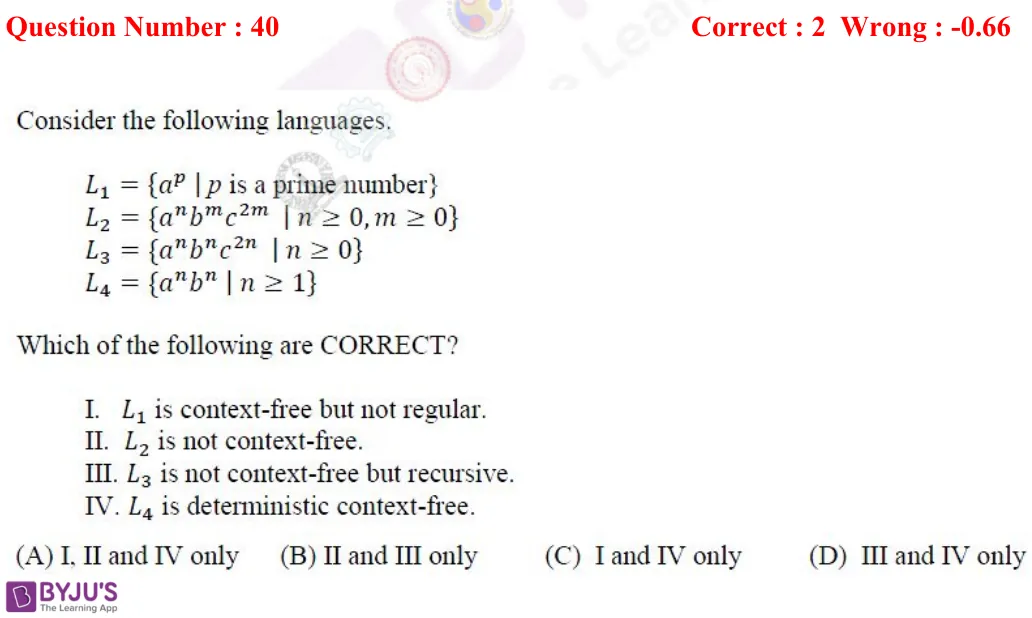 Question Number : 40 Correct : 2 Wrong : -0.66
Consider the following languages.
L₁ = {aᵖ | p is a prime number}
L₂ = {aⁿbᵐc²ᵐ | n ≥ 0, m ≥ 0}
L₃ = {aⁿbⁿc²ⁿ | n ≥ 0}
L₄ = {aⁿbⁿ | n ≥ 1}
Which of the following are CORRECT?
I. L₁ is context-free but not regular.
II. L₂ is not context-free.
III. L₃ is not context-free but recursive.
IV. L₄ is deterministic context-free.
(A) I, II and IV only (B) II and III only (C) I and IV only (D) III and IV only
BYJU'S
The Learning App